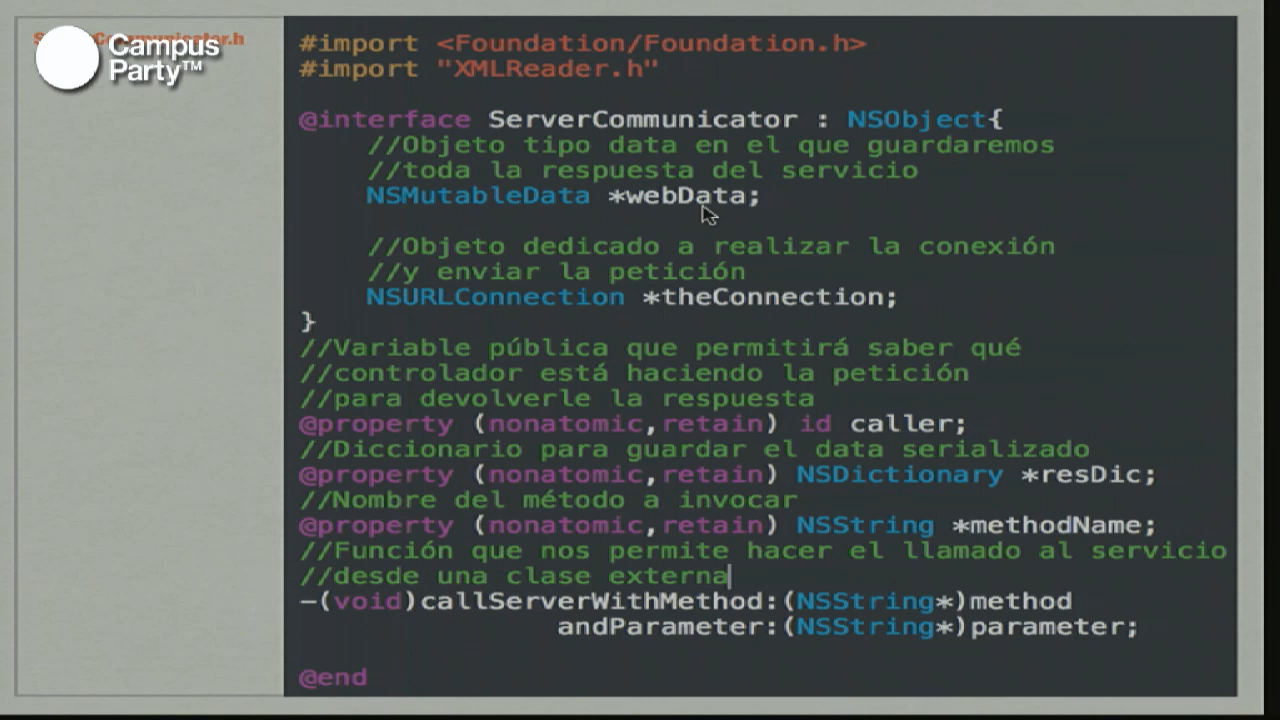 Campus
Party™
#import <Foundation/Foundation.h>
#import "XMLReader.h"
@interface ServerCommunicator : NSObject{
//Objeto tipo data en el que guardaremos
//toda la respuesta del servicio
NSMutableData *webData;
//Objeto dedicado a realizar la conexión
//y enviar la petición
NSURLConnection *theConnection;
}
//Variable pública que permitirá saber qué
//controlador está haciendo la petición
//para devolverle la respuesta
@property (nonatomic,retain) id caller;
//Diccionario para guardar el data serializado
@property (nonatomic,retain) NSDictionary *resDic;
//Nombre del método a invocar
@property (nonatomic,retain) NSString *methodName;
//Función que nos permite hacer el llamado al servicio
//desde una clase externa
-(void)callServerWithMethod:(NSString*)method
andParameter:(NSString*)parameter;
@end